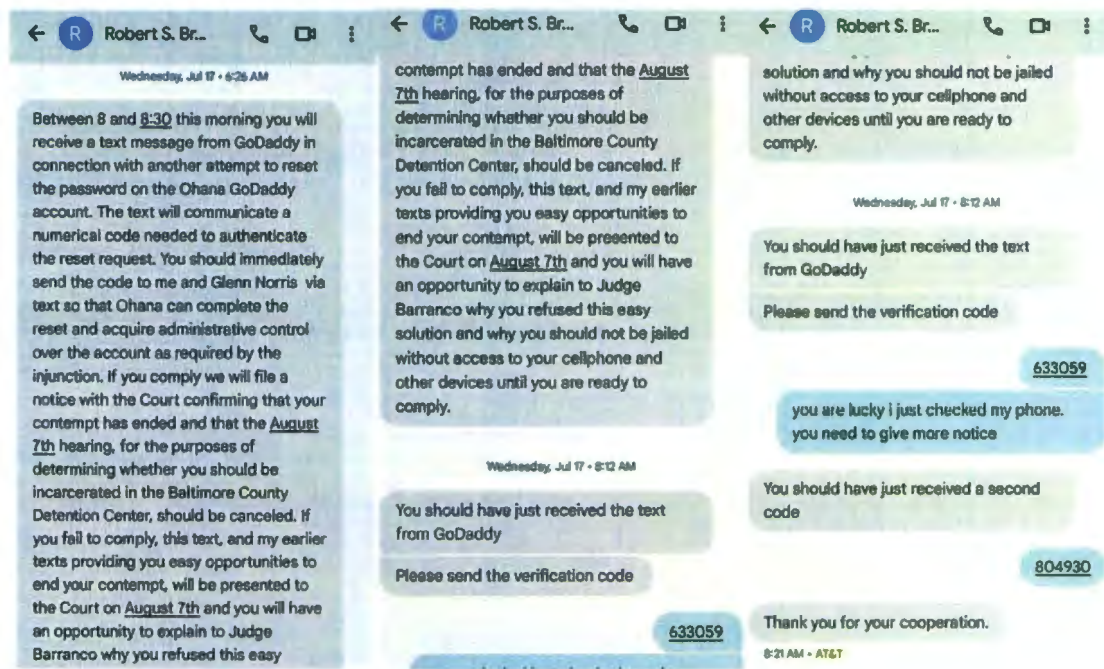 Robert S. Br...
Wednesday, Jul 17 • 6:26 AM
Between 8 and 8:30 this morning you will
receive a text message from GoDaddy in
connection with another attempt to reset
the password on the Ohana GoDaddy
account. The text will communicate a
numerical code needed to authenticate
the reset request. You should immediately
send the code to me and Glenn Norris via
text so that Ohana can complete the
reset and acquire administrative control
over the account as required by the
injunction. If you comply we will file a
notice with the Court confirming that your
contempt has ended and that the August
7th hearing, for the purposes of
determining whether you should be
incarcerated in the Baltimore County
Detention Center, should be canceled. If
you fail to comply, this text, and my earlier
texts providing you easy opportunities to
end your contempt, will be presented to
the Court on August 7th and you will have
an opportunity to explain to Judge
Barranco why you refused this easy
R
Robert S. Br...
contempt has ended and that the August
7th hearing, for the purposes of
determining whether you should be
incarcerated in the Baltimore County
Detention Center, should be canceled. If
you fail to comply, this text, and my earlier
texts providing you easy opportunities to
end your contempt, will be presented to
the Court on August 7th and you will have
an opportunity to explain to Judge
Barranco why you refused this easy
solution and why you should not be jailed
without access to your cellphone and
other devices until you are ready to
comply.
Wednesday, Jul 17 • 8:12 AM
You should have just received the text
from GoDaddy
Please send the verification code
633059
R
Robert S. Br...
solution and why you should not be jailed
without access to your cellphone and
other devices until you are ready to
comply.
Wednesday, Jul 17 • 8:12 AM
You should have just received the text
from GoDaddy
Please send the verification code
633059
you are lucky i just checked my phone.
you need to give more notice
You should have just received a second
code
804930
Thank you for your cooperation.
8:21 AM • AT&T